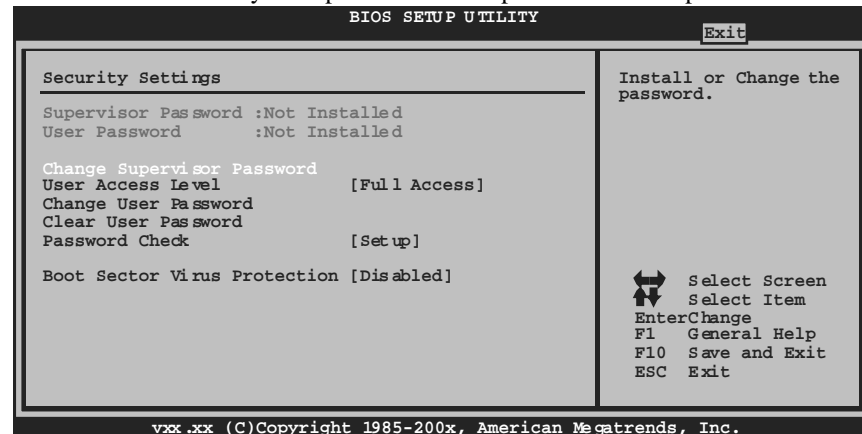 BIOS SETUP UTILITY
Exit
Security Settings
Supervisor Password :Not Installed
User Password :Not Installed
Change Supervisor Password
User Access Level [Full Access]
Change User Password
Clear User Password
Password Check [Setup]
Boot Sector Virus Protection [Disabled]
Install or Change the
password.
Select Screen
Select Item
EnterChange
F1 General Help
F10 Save and Exit
ESC Exit
vxx.xx (C)Copyright 1985-200x, American Megatrends, Inc.